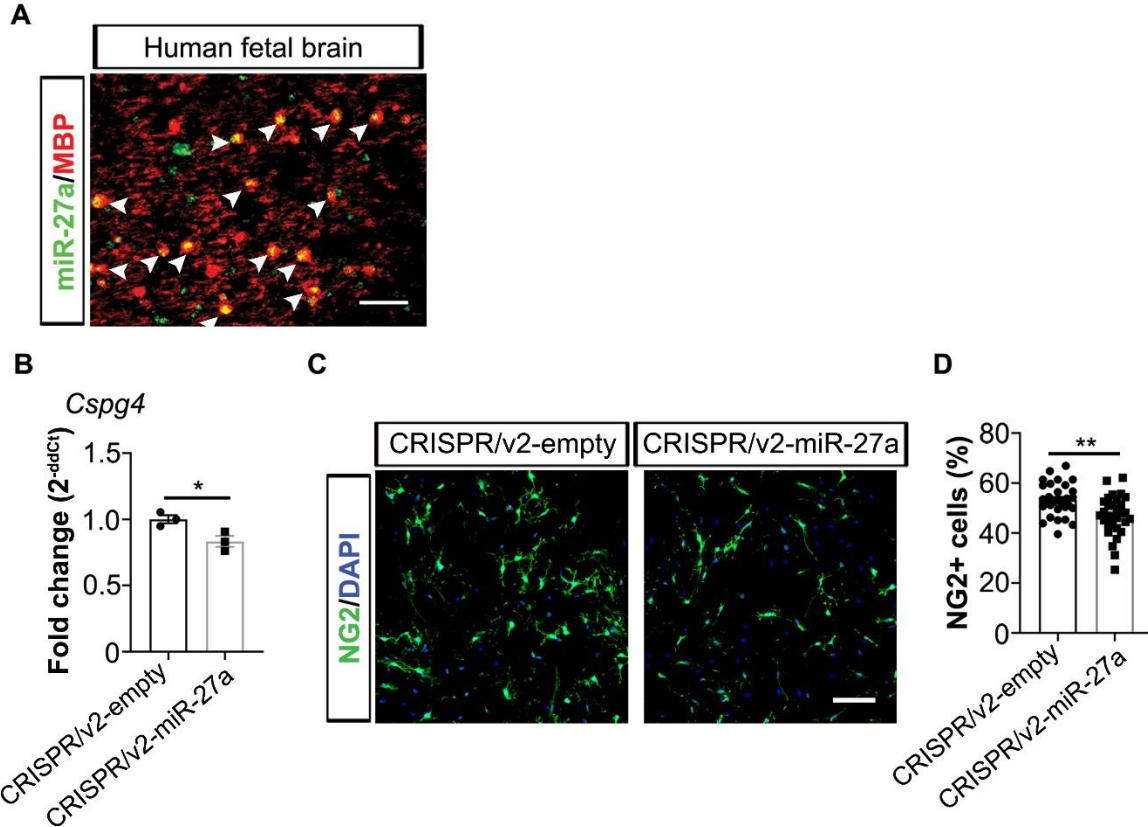 A
Human fetal brain
miR-27a/MBP
B
Cspg4
Fold change (2-ddCt)
1.5
1.0
0.5
0
*
CRISPR/v2-empty
CRISPR/v2-miR-27a
C
CRISPR/v2-empty
CRISPR/v2-miR-27a
NG2/DAPI
D
NG2+ cells (%)
80
60
40
20
0
**
CRISPR/v2-empty
CRISPR/v2-miR-27a